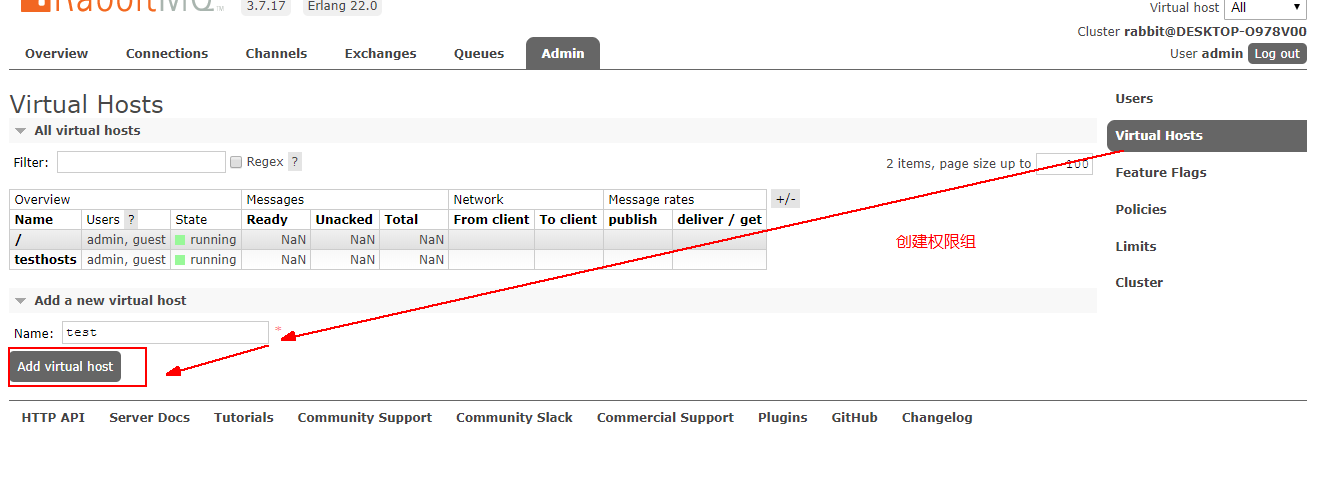 RabbitMQ TM 3.7.17 Erlang 22.0
Virtual host All
Cluster rabbit@DESKTOP-O978V00
User admin Log out
Overview Connections Channels Exchanges Queues Admin
Virtual Hosts
All virtual hosts
Filter: Regex ?
2 items, page size up to 100
Overview Messages Network Message rates +/-
Name Users ? State Ready Unacked Total From client To client publish deliver / get
/ admin, guest running NaN NaN NaN
testhosts admin, guest running NaN NaN NaN
创建权限组
Add a new virtual host
Name: test *
Add virtual host
Users
Virtual Hosts
Feature Flags
Policies
Limits
Cluster
HTTP API Server Docs Tutorials Community Support Community Slack Commercial Support Plugins GitHub Changelog